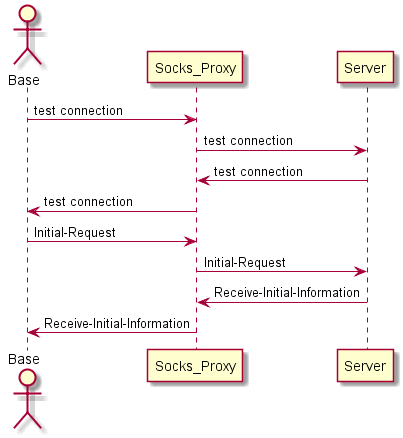 Base
Socks_Proxy
Server
test connection
test connection
test connection
test connection
Initial-Request
Initial-Request
Receive-Initial-Information
Receive-Initial-Information
Base
Socks_Proxy
Server